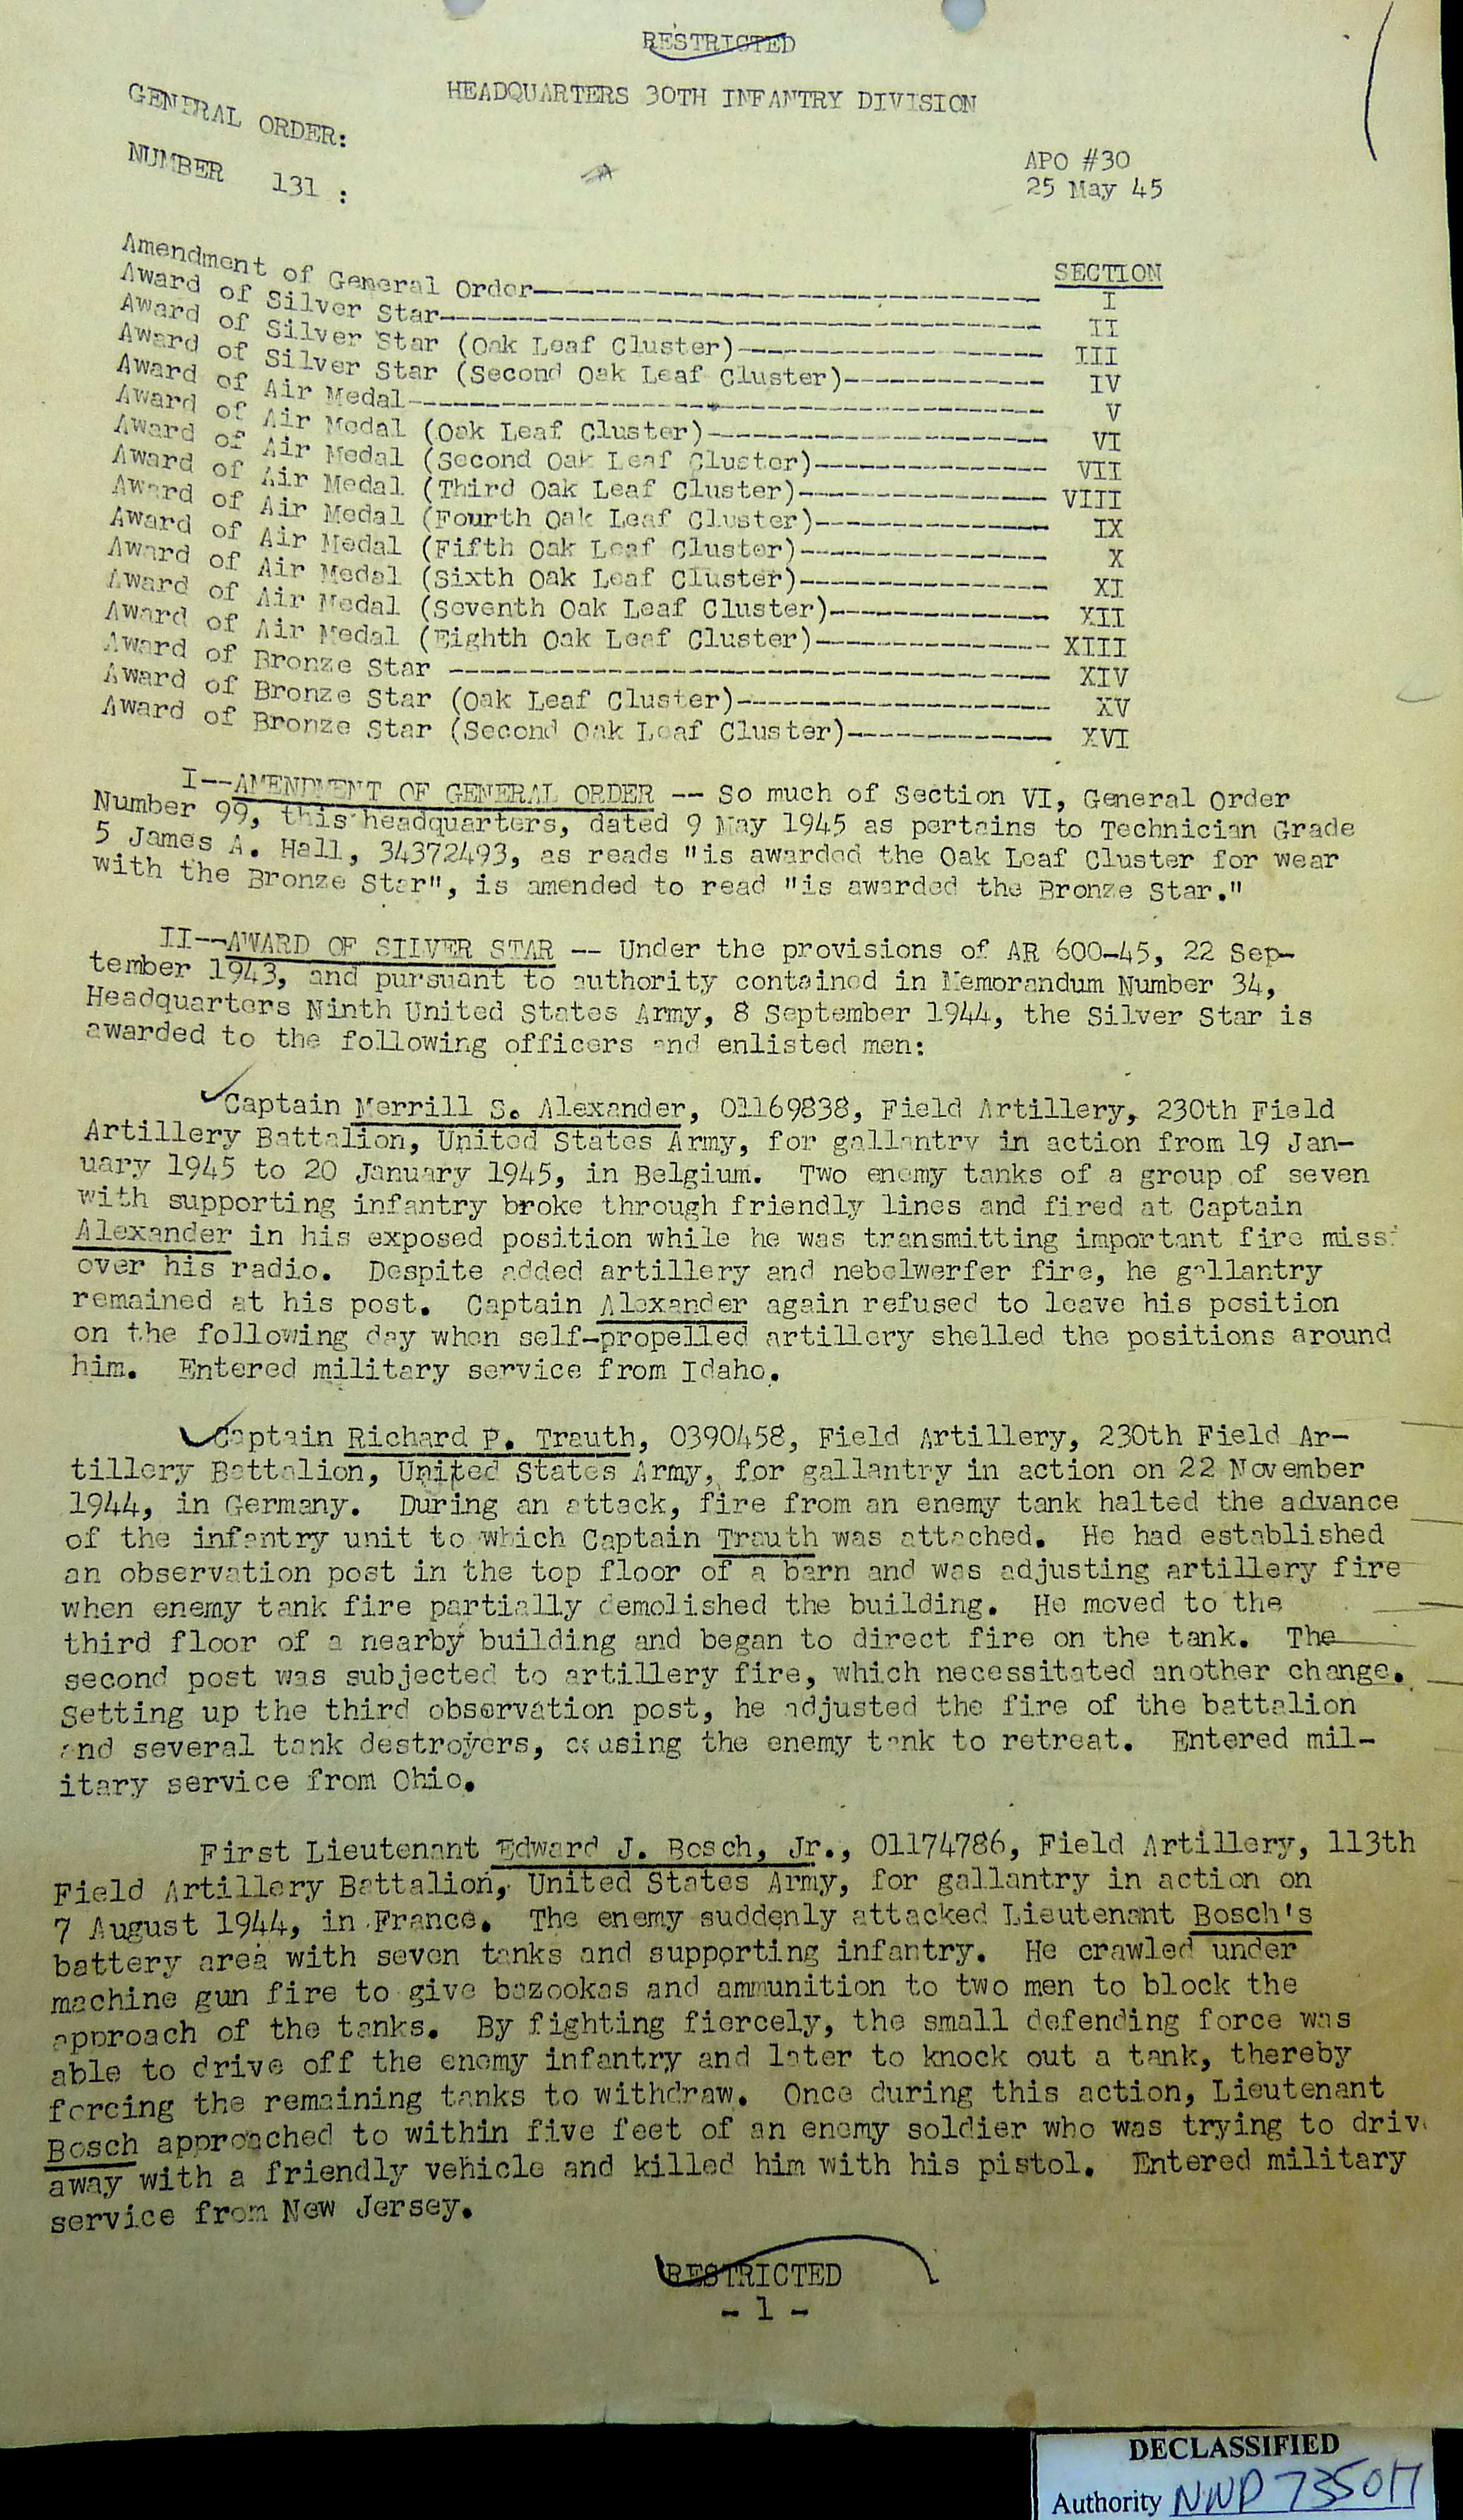 RESTRICTED
HEADQUARTERS 30TH INFANTRY DIVISION
GENERAL ORDER:
NUMBER 131 :
APO #30
25 May 45
SECTION
Amendment of General Order------------------------------ I
Award of Silver Star------------------------------------ II
Award of Silver Star (Oak Leaf Cluster)------------------ III
Award of Silver Star (Second Oak Leaf Cluster)------------ IV
Award of Air Medal-------------------------------------- V
Award of Air Medal (Oak Leaf Cluster)-------------------- VI
Award of Air Medal (Second Oak Leaf Cluster)-------------- VII
Award of Air Medal (Third Oak Leaf Cluster)--------------- VIII
Award of Air Medal (Fourth Oak Leaf Cluster)-------------- IX
Award of Air Medal (Fifth Oak Leaf Cluster)--------------- X
Award of Air Medal (Sixth Oak Leaf Cluster)--------------- XI
Award of Air Medal (Seventh Oak Leaf Cluster)------------- XII
Award of Air Medal (Eighth Oak Leaf Cluster)-------------- XIII
Award of Bronze Star ----------------------------------- XIV
Award of Bronze Star (Oak Leaf Cluster)------------------- XV
Award of Bronze Star (Second Oak Leaf Cluster)------------ XVI
I--AMENDMENT OF GENERAL ORDER -- So much of Section VI, General Order
Number 99, this headquarters, dated 9 May 1945 as pertains to Technician Grade
5 James A. Hall, 34372493, as reads "is awarded the Oak Leaf Cluster for wear
with the Bronze Star", is amended to read "is awarded the Bronze Star."
II--AWARD OF SILVER STAR -- Under the provisions of AR 600-45, 22 Sep-
tember 1943, and pursuant to authority contained in Memorandum Number 34,
Headquarters Ninth United States Army, 8 September 1944, the Silver Star is
awarded to the following officers and enlisted men:
Captain Merrill S. Alexander, 01169838, Field Artillery, 230th Field
Artillery Battalion, United States Army, for gallantry in action from 19 Jan-
uary 1945 to 20 January 1945, in Belgium. Two enemy tanks of a group of seven
with supporting infantry broke through friendly lines and fired at Captain
Alexander in his exposed position while he was transmitting important fire miss
over his radio. Despite added artillery and nebelwerfer fire, he gallantry
remained at his post. Captain Alexander again refused to leave his position
on the following day when self-propelled artillery shelled the positions around
him. Entered military service from Idaho.
Captain Richard P. Trauth, 0390458, Field Artillery, 230th Field Ar-
tillery Battalion, United States Army, for gallantry in action on 22 November
1944, in Germany. During an attack, fire from an enemy tank halted the advance
of the infantry unit to which Captain Trauth was attached. He had established
an observation post in the top floor of a barn and was adjusting artillery fire
when enemy tank fire partially demolished the building. He moved to the
third floor of a nearby building and began to direct fire on the tank. The
second post was subjected to artillery fire, which necessitated another change.
Setting up the third observation post, he adjusted the fire of the battalion
and several tank destroyers, causing the enemy tank to retreat. Entered mil-
itary service from Ohio.
First Lieutenant Edward J. Bosch, Jr., 01174786, Field Artillery, 113th
Field Artillery Battalion, United States Army, for gallantry in action on
7 August 1944, in France. The enemy suddenly attacked Lieutenant Bosch's
battery area with seven tanks and supporting infantry. He crawled under
machine gun fire to give bazookas and ammunition to two men to block the
approach of the tanks. By fighting fiercely, the small defending force was
able to drive off the enemy infantry and later to knock out a tank, thereby
forcing the remaining tanks to withdraw. Once during this action, Lieutenant
Bosch approached to within five feet of an enemy soldier who was trying to driv
away with a friendly vehicle and killed him with his pistol. Entered military
service from New Jersey.
RESTRICTED
- 1 -
DECLASSIFIED
Authority NND 735017